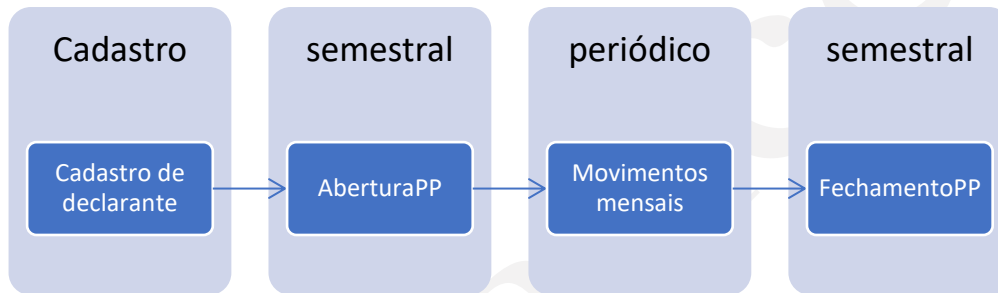 Cadastro
semestral
periódico
semestral
Cadastro de
declarante
AberturaPP
Movimentos
mensais
FechamentoPP